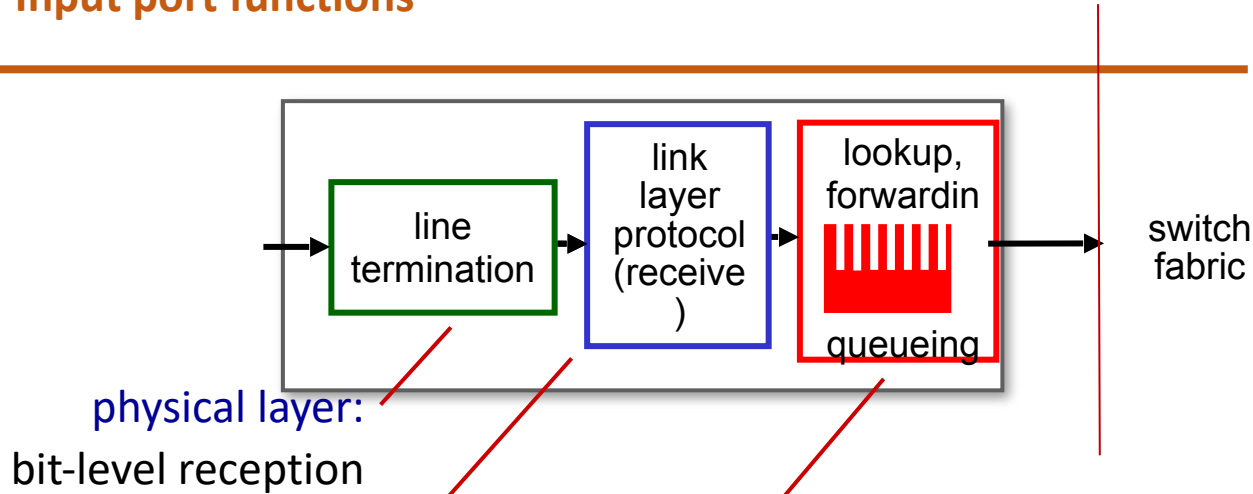 Input port functions
line
termination
link
layer
protocol
(receive
)
lookup,
forwardin
queueing
switch
fabric
physical layer:
bit-level reception